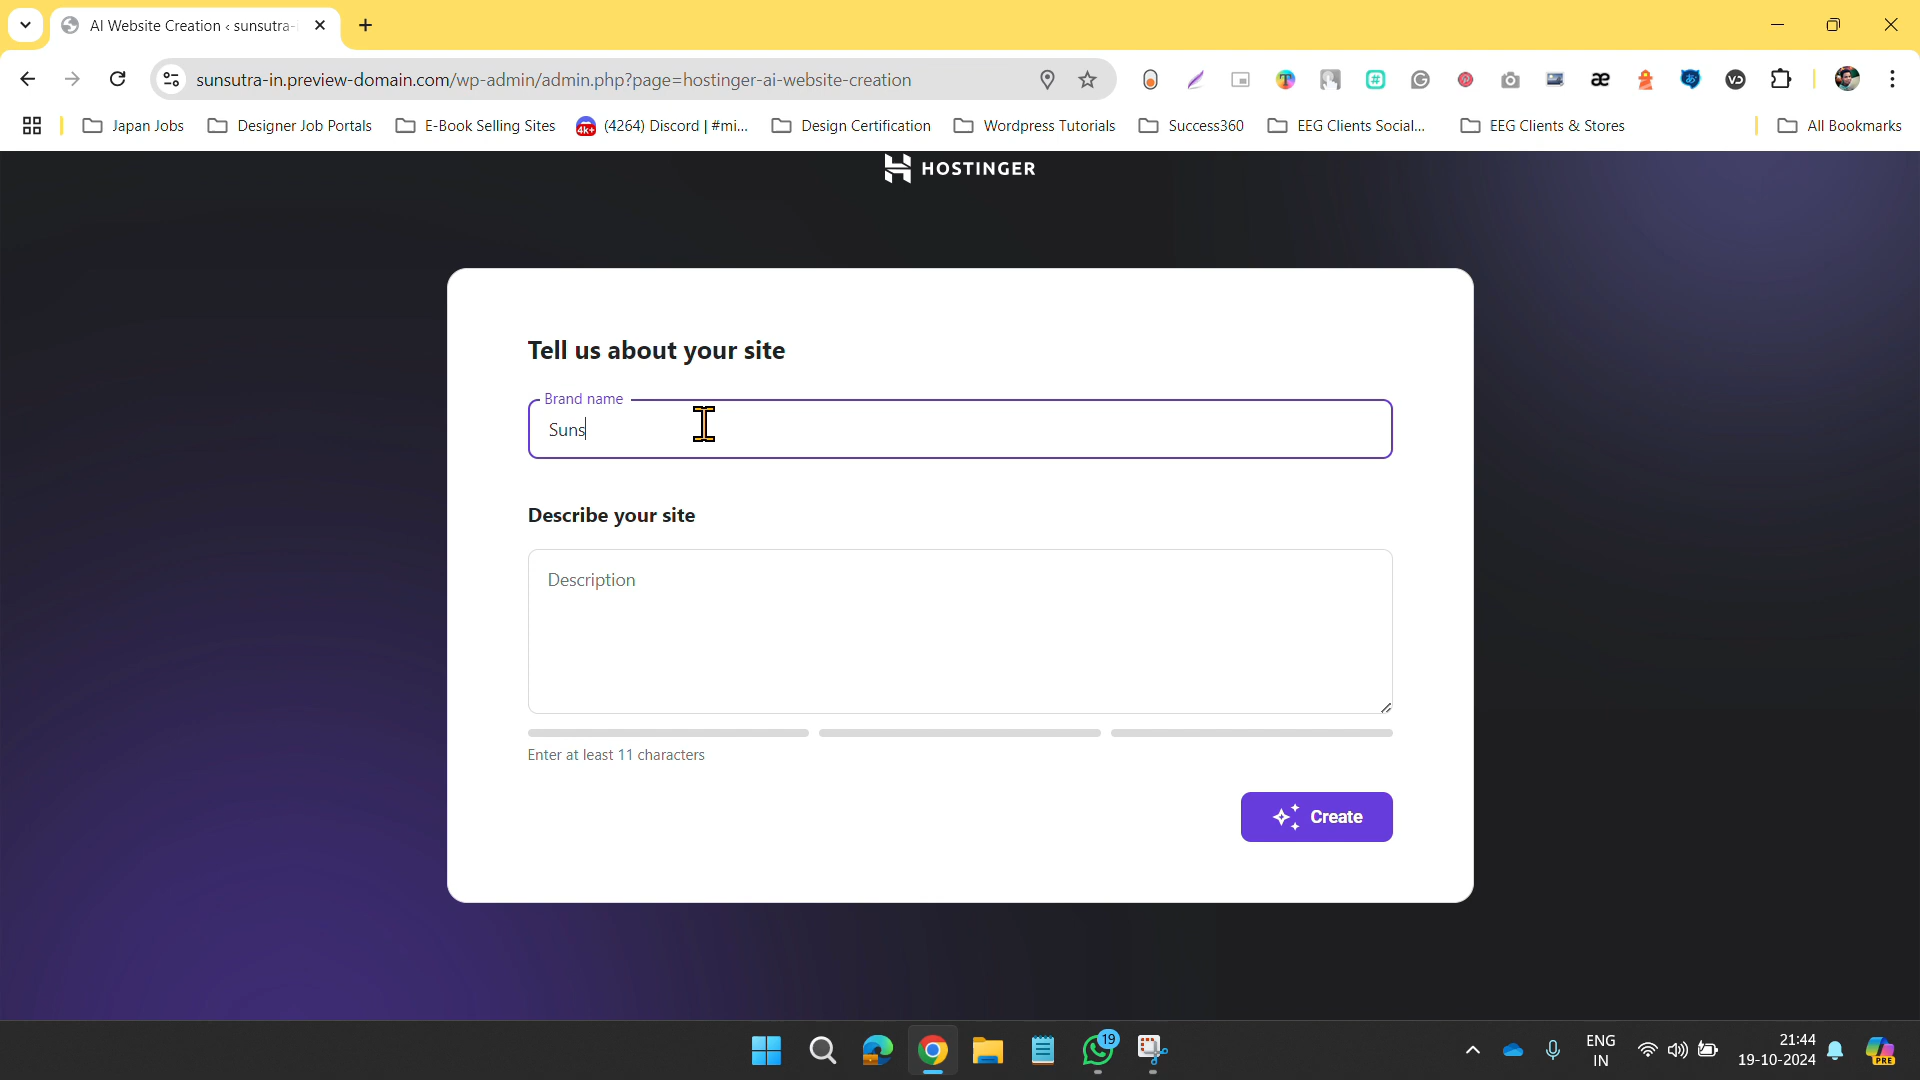 AI Website Creation ‹ sunsutra-i
sunsutra-in.preview-domain.com/wp-admin/admin.php?page=hostinger-ai-website-creation
Japan Jobs
Designer Job Portals
E-Book Selling Sites
4k+
(4264) Discord | #mi...
Design Certification
Wordpress Tutorials
Success360
EEG Clients Social...
EEG Clients & Stores
All Bookmarks
HOSTINGER
Tell us about your site
Brand name
Suns
Describe your site
Description
Enter at least 11 characters
Create
19
ENG
IN
21:44
19-10-2024
PRE